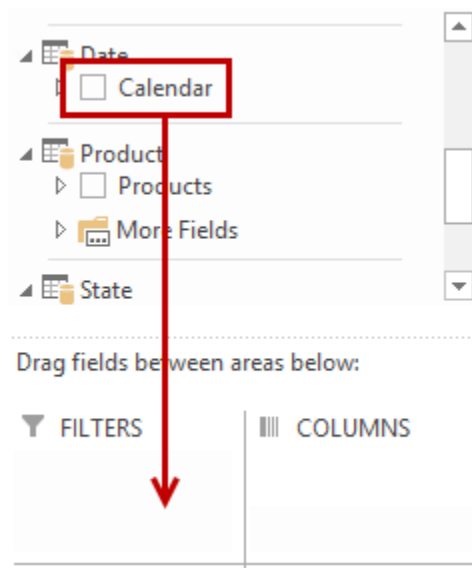 Date
Calendar
Product
Products
More Fields
State
Drag fields between areas below:
FILTERS
COLUMNS